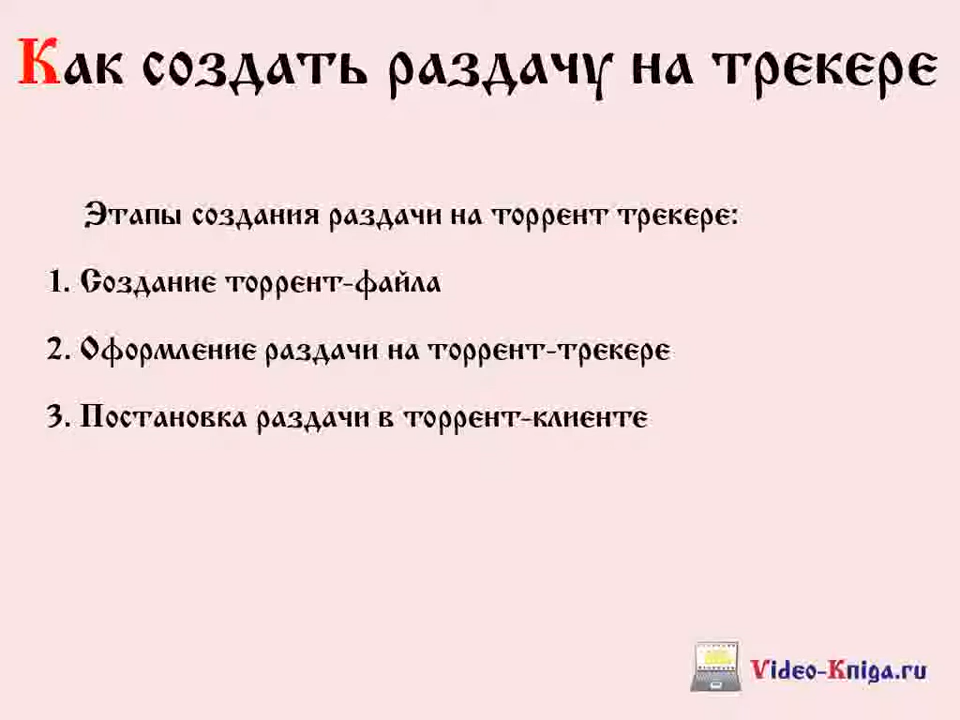 Как создать раздачу на трекере
Этапы создания раздачи на торрент трекере:
1. Создание торрент-файла
2. Оформление раздачи на торрент-трекере
3. Постановка раздачи в торрент-клиенте
Video-Kniga.ru